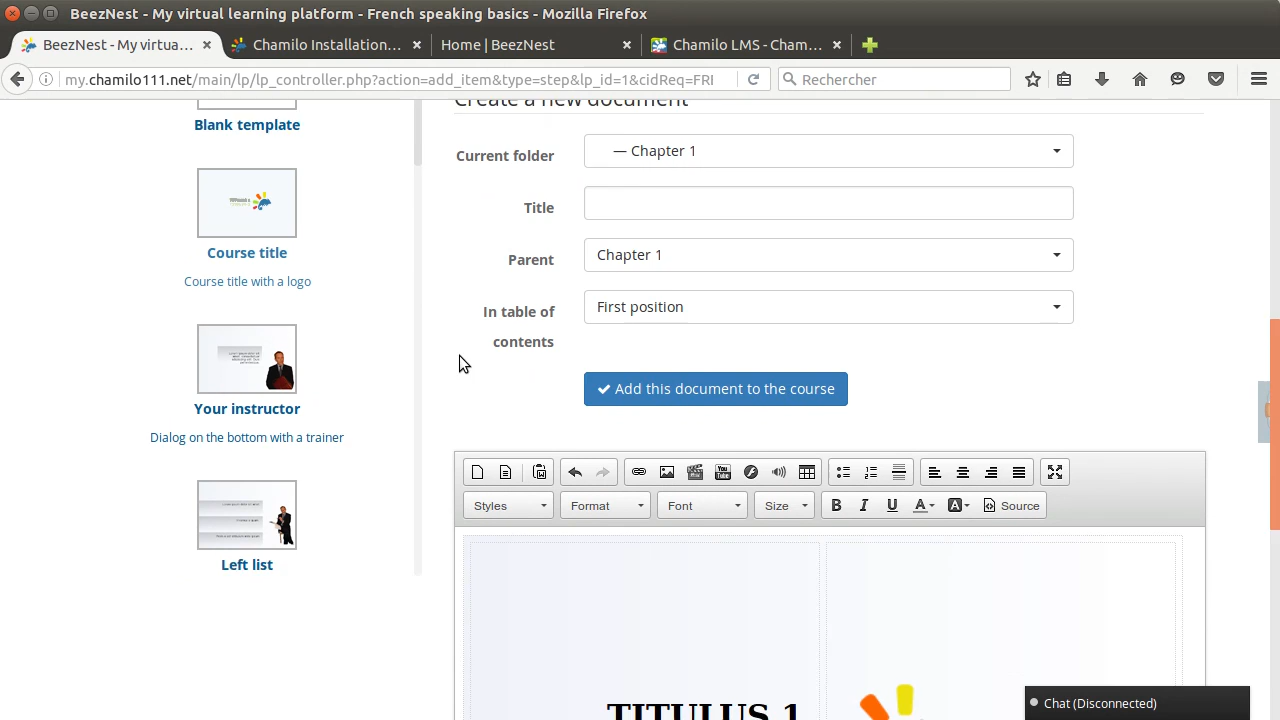 BeezNest - My virtual learning platform - French speaking basics - Mozilla Firefox
BeezNest - My virtua...
Chamilo Installation...
Home | BeezNest
Chamilo LMS - Cham...
my.chamilo111.net/main/lp/lp_controller.php?action=add_item&type=step&lp_id=1&cidReq=FRE
Rechercher
Create a new document
Blank template
Current folder
— Chapter 1
Title
Course title
Course title with a logo
Parent
Chapter 1
In table of contents
First position
Your instructor
Dialog on the bottom with a trainer
Add this document to the course
Left list
Styles
Format
Font
Size
B
I
U
A
A
Source
TITULUS 1
Chat (Disconnected)